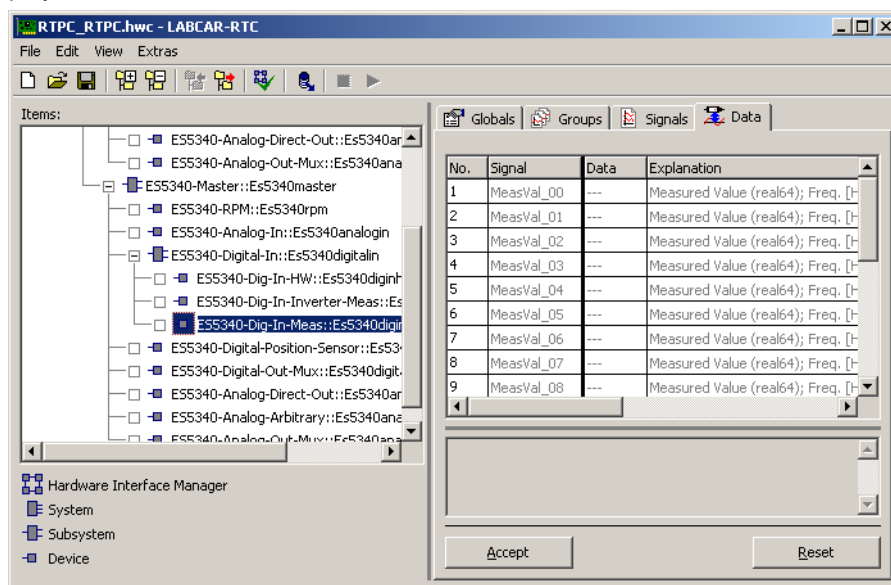 RTPC_RTPC.hwc - LABCAR-RTC
File Edit View Extras
Items:
ES5340-Analog-Direct-Out::Es5340ar
ES5340-Analog-Out-Mux::Es5340ana
ES5340-Master::Es5340master
ES5340-RPM::Es5340rpm
ES5340-Analog-In::Es5340analogin
ES5340-Digital-In::Es5340digitalin
ES5340-Dig-In-HW::Es5340diginh
ES5340-Dig-In-Inverter-Meas::Es
ES5340-Dig-In-Meas::Es5340digin
ES5340-Digital-Position-Sensor::Es534
ES5340-Digital-Out-Mux::Es5340digit
ES5340-Analog-Direct-Out::Es5340ar
ES5340-Analog-Arbitrary::Es5340ana
ES5340-Analog-Out-Mux::Es5340ana
Hardware Interface Manager
System
Subsystem
Device
Globals Groups Signals Data
No. Signal Data Explanation
1 MeasVal_00 --- Measured Value (real64); Freq. [H
2 MeasVal_01 --- Measured Value (real64); Freq. [H
3 MeasVal_02 --- Measured Value (real64); Freq. [H
4 MeasVal_03 --- Measured Value (real64); Freq. [H
5 MeasVal_04 --- Measured Value (real64); Freq. [H
6 MeasVal_05 --- Measured Value (real64); Freq. [H
7 MeasVal_06 --- Measured Value (real64); Freq. [H
8 MeasVal_07 --- Measured Value (real64); Freq. [H
9 MeasVal_08 --- Measured Value (real64); Freq. [H
Accept Reset